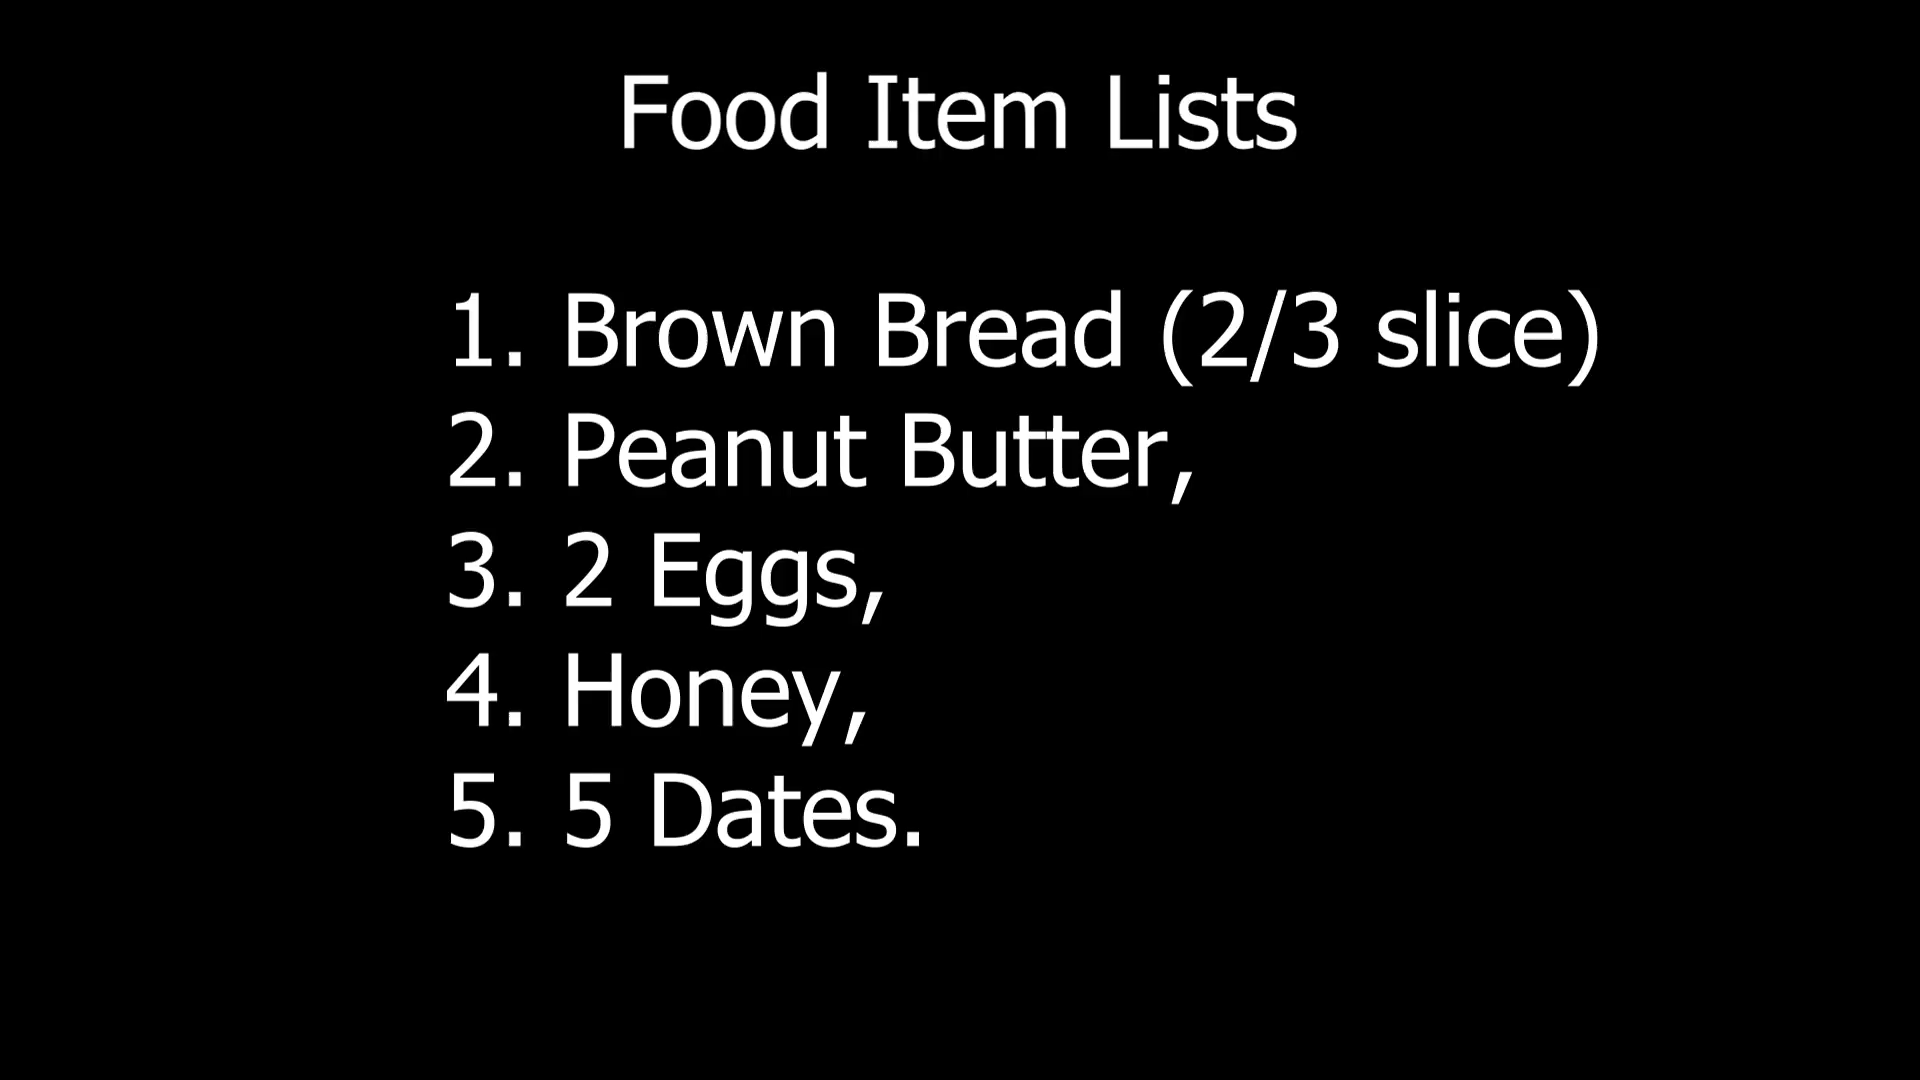 Food Item Lists
1. Brown Bread (2/3 slice)
2. Peanut Butter,
3. 2 Eggs,
4. Honey,
5. 5 Dates.